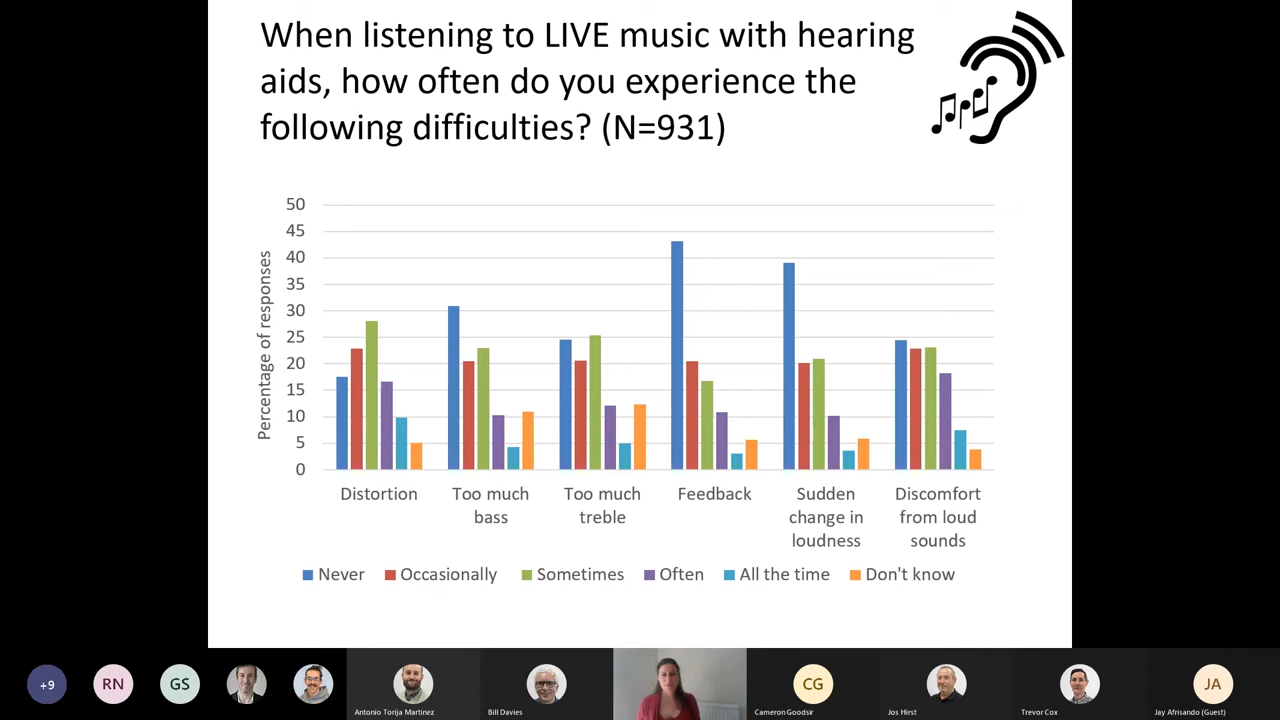 When listening to LIVE music with hearing
aids, how often do you experience the
following difficulties? (N=931)
50
45
40
35
30
25
20
15
10
5
0
Percentage of responses
Distortion
Too much
bass
Too much
treble
Feedback
Sudden
change in
loudness
Discomfort
from loud
sounds
Never
Occasionally
Sometimes
Often
All the time
Don't know
+9
RN
GS
CG
JA
Antonio Torija Martinez
Bill Davies
Cameron Goodsir
Jos Hirst
Trevor Cox
Jay Afrisando (Guest)